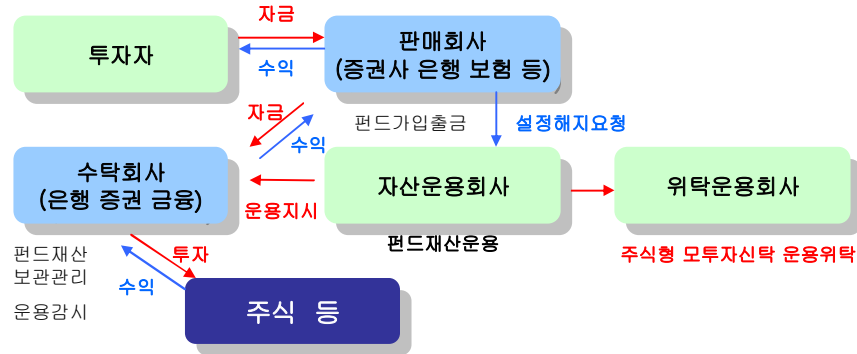 자금
투자자
판매회사
(증권사 은행 보험 등)
수익
자금
펀드가입출금
설정해지요청
수익
수탁회사
(은행 증권 금융)
자산운용회사
위탁운용회사
운용지시
펀드재산운용
펀드재산
보관관리
투자
주식형 모투자신탁 운용위탁
수익
운용감시
주식 등